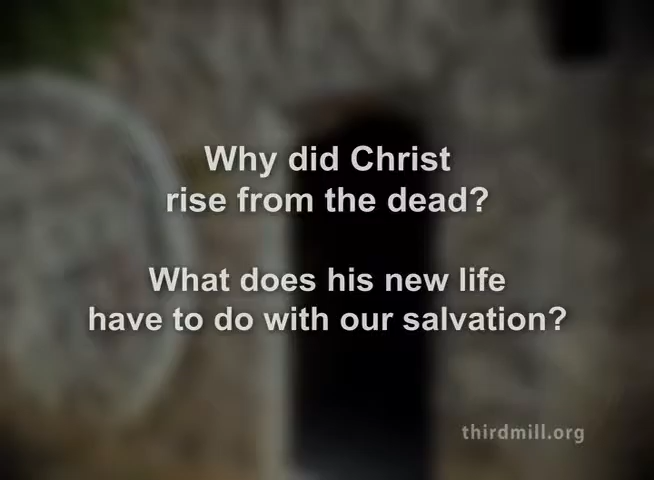 Why did Christ
rise from the dead?
What does his new life
have to do with our salvation?
thirdmill.org